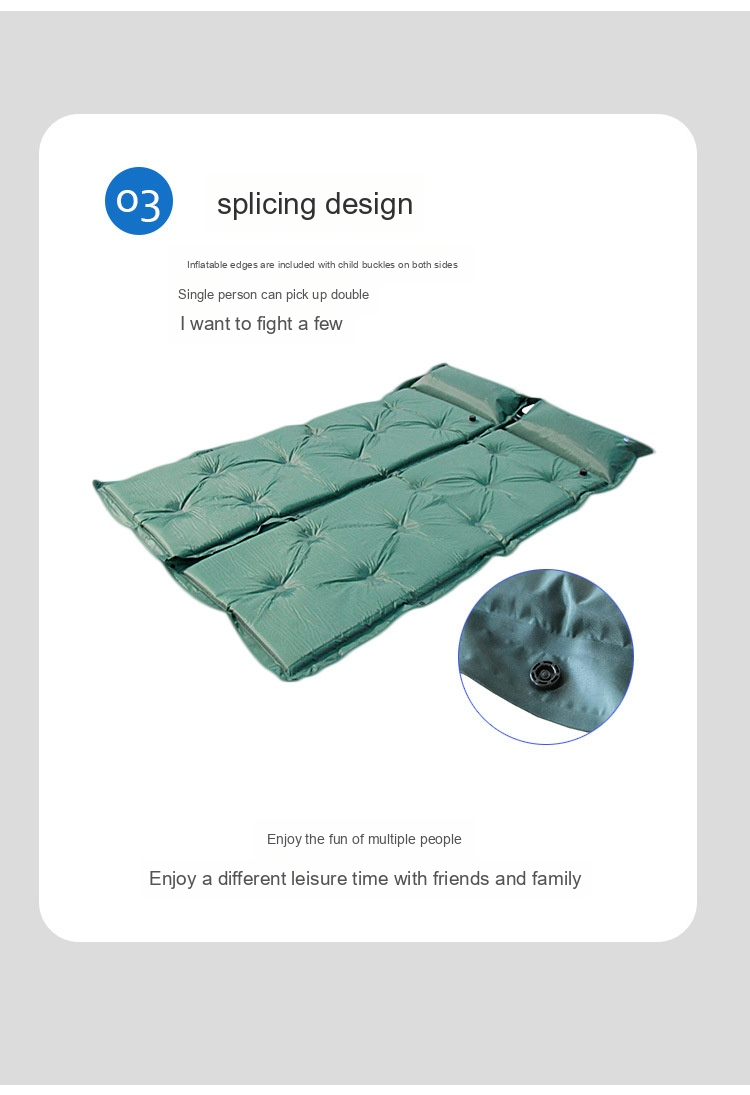 03
splicing design
Inflatable edges are included with child buckles on both sides
Single person can pick up double
I want to fight a few
Enjoy the fun of multiple people
Enjoy a different leisure time with friends and family